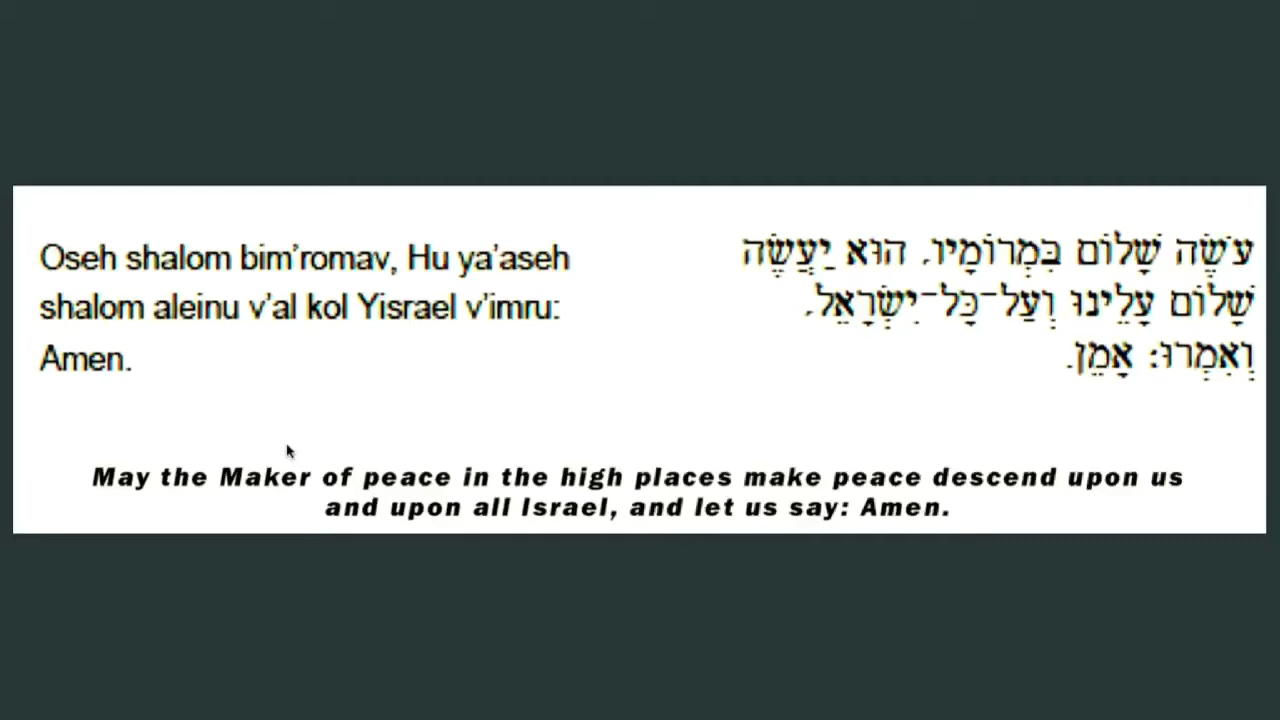 Oseh shalom bim'romav, Hu ya'aseh
shalom aleinu v'al kol Yisrael v'imru:
Amen.
עֹשֶׂה שָׁלוֹם בִּמְרוֹמָיו, הוּא יַעֲשֶׂה
שָׁלוֹם עָלֵינוּ וְעַל־כָּל־יִשְׂרָאֵל,
וְאִמְרוּ: אָמֵן.
May the Maker of peace in the high places make peace descend upon us
and upon all Israel, and let us say: Amen.